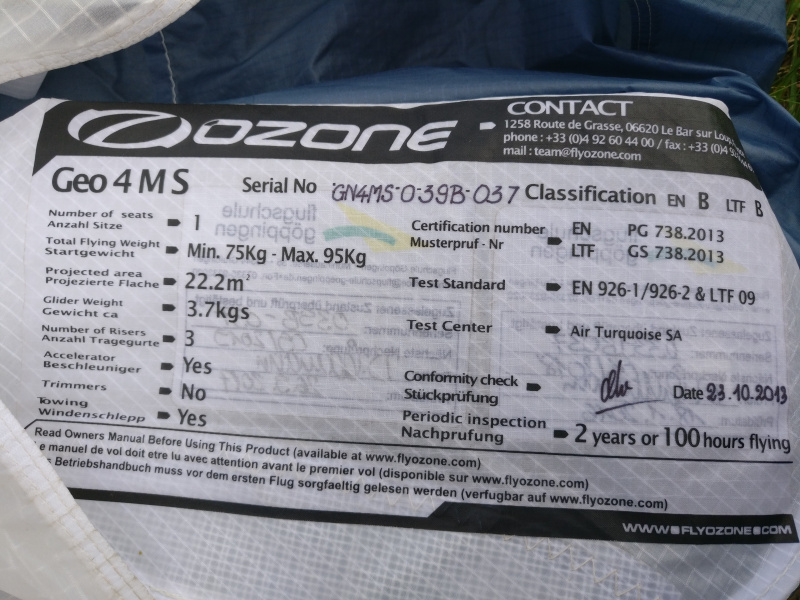 OZONE
CONTACT
1258 Route de Grasse, 06620 Le Bar sur Loup
phone : +33 (0)4 92 60 44 00 / fax : +33 (0)4 92
mail : team@flyozone.com
Geo 4 M S
Serial No GN4MS-O-39B-037 Classification EN B LTF B
Number of seats
Anzahl Sitze
1
Total Flying Weight
Startgewicht
Min. 75Kg - Max. 95Kg
Projected area
Projezierte Flache
22.2m²
Glider Weight
Gewicht ca
3.7kgs
Number of Risers
Anzahl Tragegurte
3
Accelerator
Beschleuniger
Yes
Trimmers
No
Towing
Windenschlepp
Yes
Certification number
Musterpruf - Nr
EN PG 738.2013
LTF GS 738.2013
Test Standard
EN 926-1/926-2 & LTF 09
Test Center
Air Turquoise SA
Conformity check
Stückprüfung
Date 23.10.2013
Periodic inspection
Nachprufung
2 years or 100 hours flying
Read Owners Manual Before Using This Product (available at www.flyozone.com)
e manuel de vol doit etre lu avec attention avant le premier vol (disponible sur www.flyozone.com)
s Betriebshandbuch muss vor dem ersten Flug sorgfaeltig gelesen werden (verfugbar auf www.flyozone.com)
WWW.FLYOZONE.COM